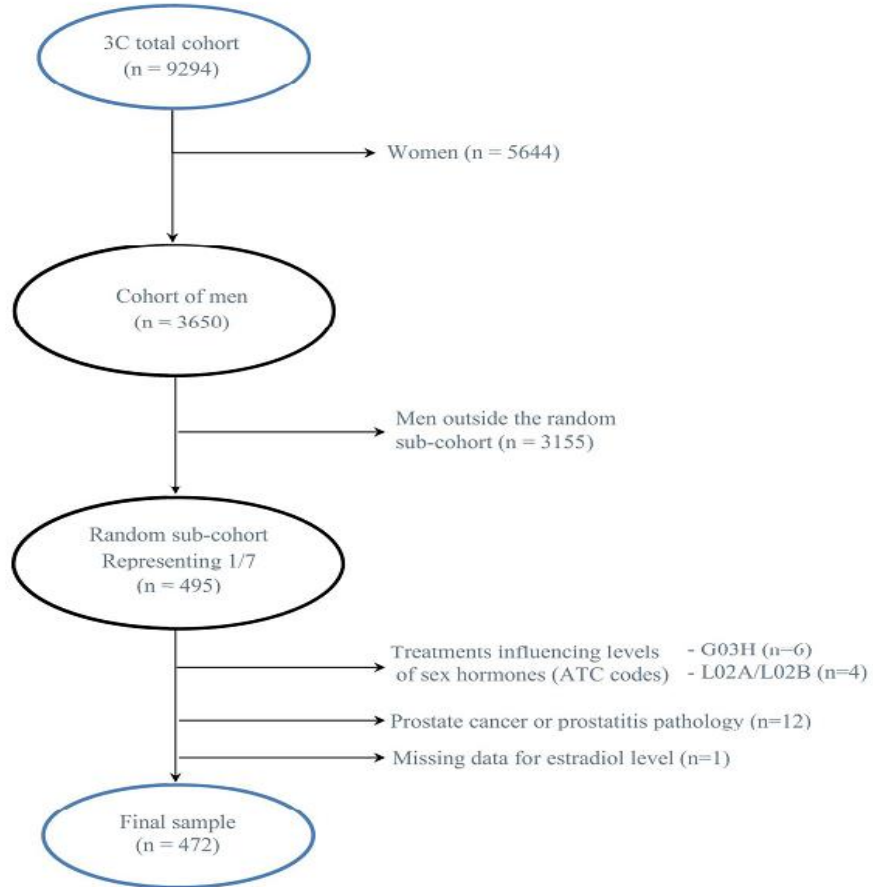 3C total cohort
(n = 9294)
Women (n = 5644)
Cohort of men
(n = 3650)
Men outside the random
sub-cohort (n = 3155)
Random sub-cohort
Representing 1/7
(n = 495)
Treatments influencing levels - G03H (n=6)
of sex hormones (ATC codes) - L02A/L02B (n=4)
Prostate cancer or prostatitis pathology (n=12)
Missing data for estradiol level (n=1)
Final sample
(n = 472)